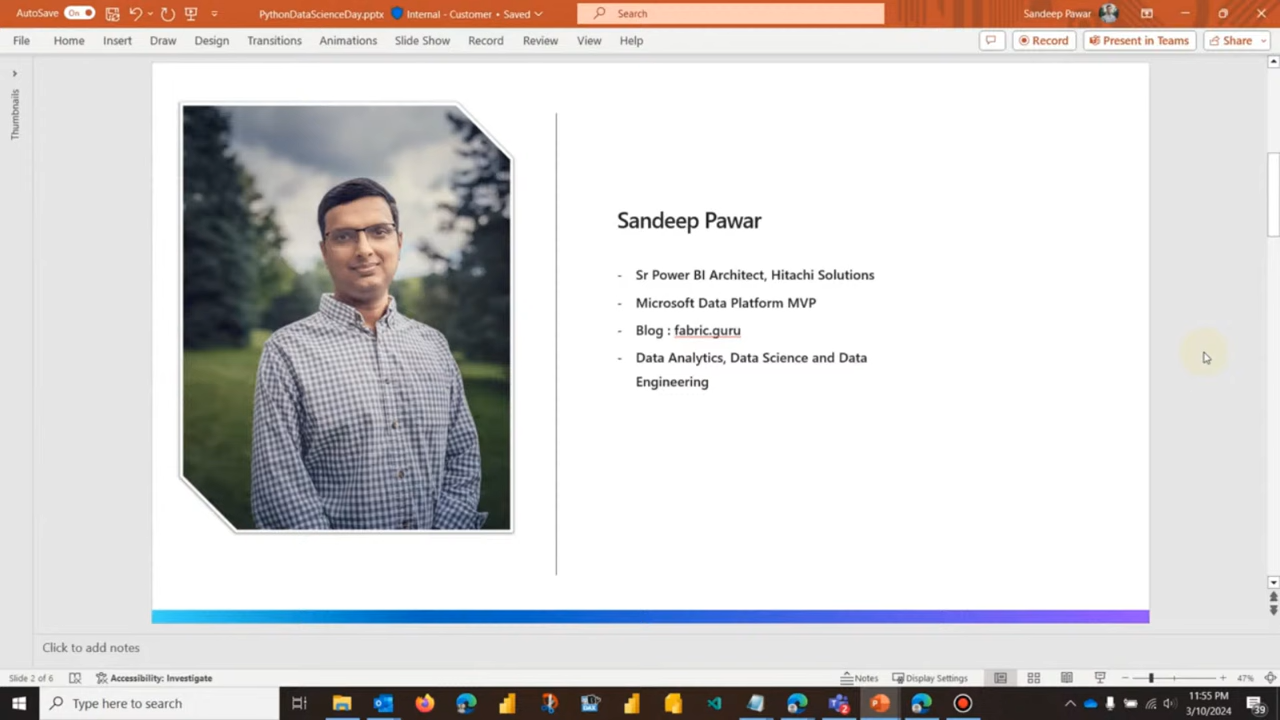 AutoSave On PythonDataScienceDay.pptx Internal - Customer • Saved Search Sandeep Pawar
File Home Insert Draw Design Transitions Animations Slide Show Record Review View Help Record Present in Teams Share
Thumbnails
Sandeep Pawar
- Sr Power BI Architect, Hitachi Solutions
- Microsoft Data Platform MVP
- Blog : fabric.guru
- Data Analytics, Data Science and Data
Engineering
Click to add notes
Slide 2 of 6 Accessibility: Investigate Notes Display Settings 47%
Type here to search
11:55 PM
3/10/2024
39